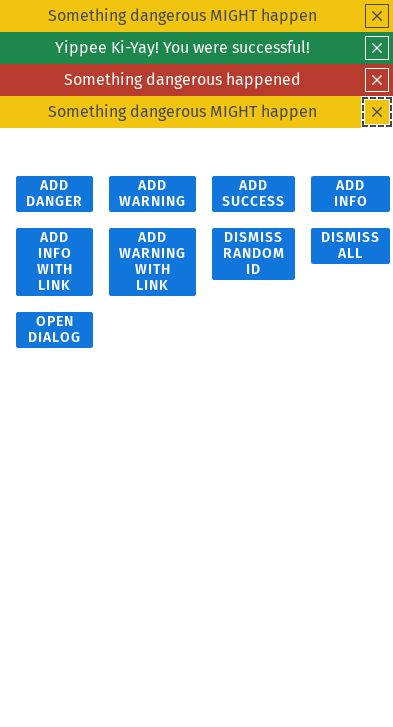 Something dangerous MIGHT happen
Yippee Ki-Yay! You were successful!
Something dangerous happened
Something dangerous MIGHT happen
ADD
DANGER
ADD
WARNING
ADD
SUCCESS
ADD
INFO
ADD
INFO
WITH
LINK
ADD
WARNING
WITH
LINK
DISMISS
RANDOM
ID
DISMISS
ALL
OPEN
DIALOG